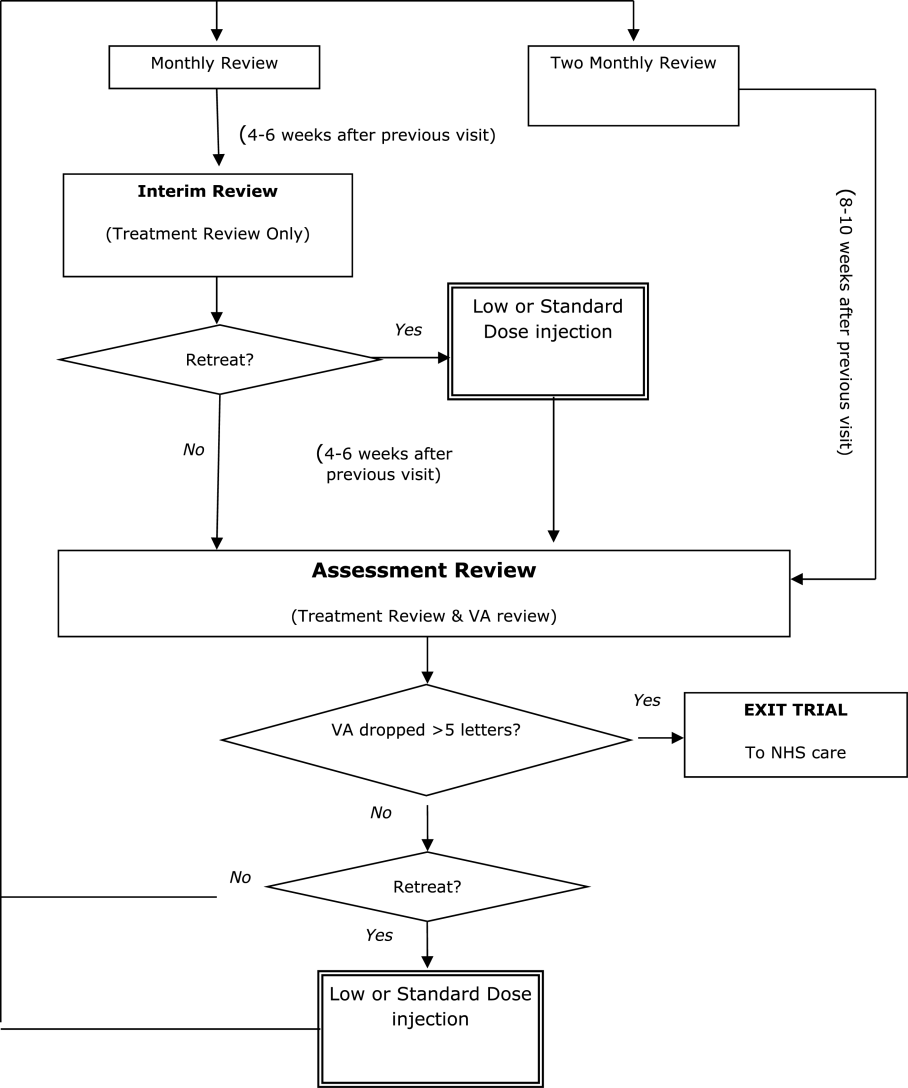 Monthly Review
Two Monthly Review
(4-6 weeks after previous visit)
Interim Review
(Treatment Review Only)
(8-10 weeks after previous visit)
Low or Standard
Dose injection
Yes
Retreat?
No
(4-6 weeks after
previous visit)
Assessment Review
(Treatment Review & VA review)
Yes
EXIT TRIAL
VA dropped >5 letters?
To NHS care
No
No
Retreat?
Yes
Low or Standard Dose
injection